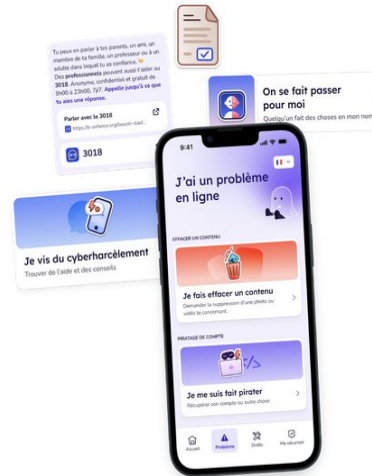 Tu peux en parler à tes parents, un ami, un
membre de ta famille, un professeur ou à un
adulte dans lequel tu as confiance.
Des professionnels peuvent aussi t'aider au
3018. Anonyme, confidentiel et gratuit de
9h00 à 23h00, 7j/7. Appelle jusqu'à ce que
tu aies une réponse.
Parler avec le 3018
3018
On se fait passer
pour moi
Quelqu'un fait des choses en mon nom
Je vis du cyberharcèlement
Trouver de l'aide et des conseils
9:41
J'ai un problème
en ligne
EFFACER UN CONTENU
Je fais effacer un contenu
Demander la suppression d'une photo ou
vidéo te concernant.
PIRATAGE DE COMPTE
Je me suis fait pirater
Récupérer son compte ou autre chose
Accueil
Problème
Outils
Me sécuriser